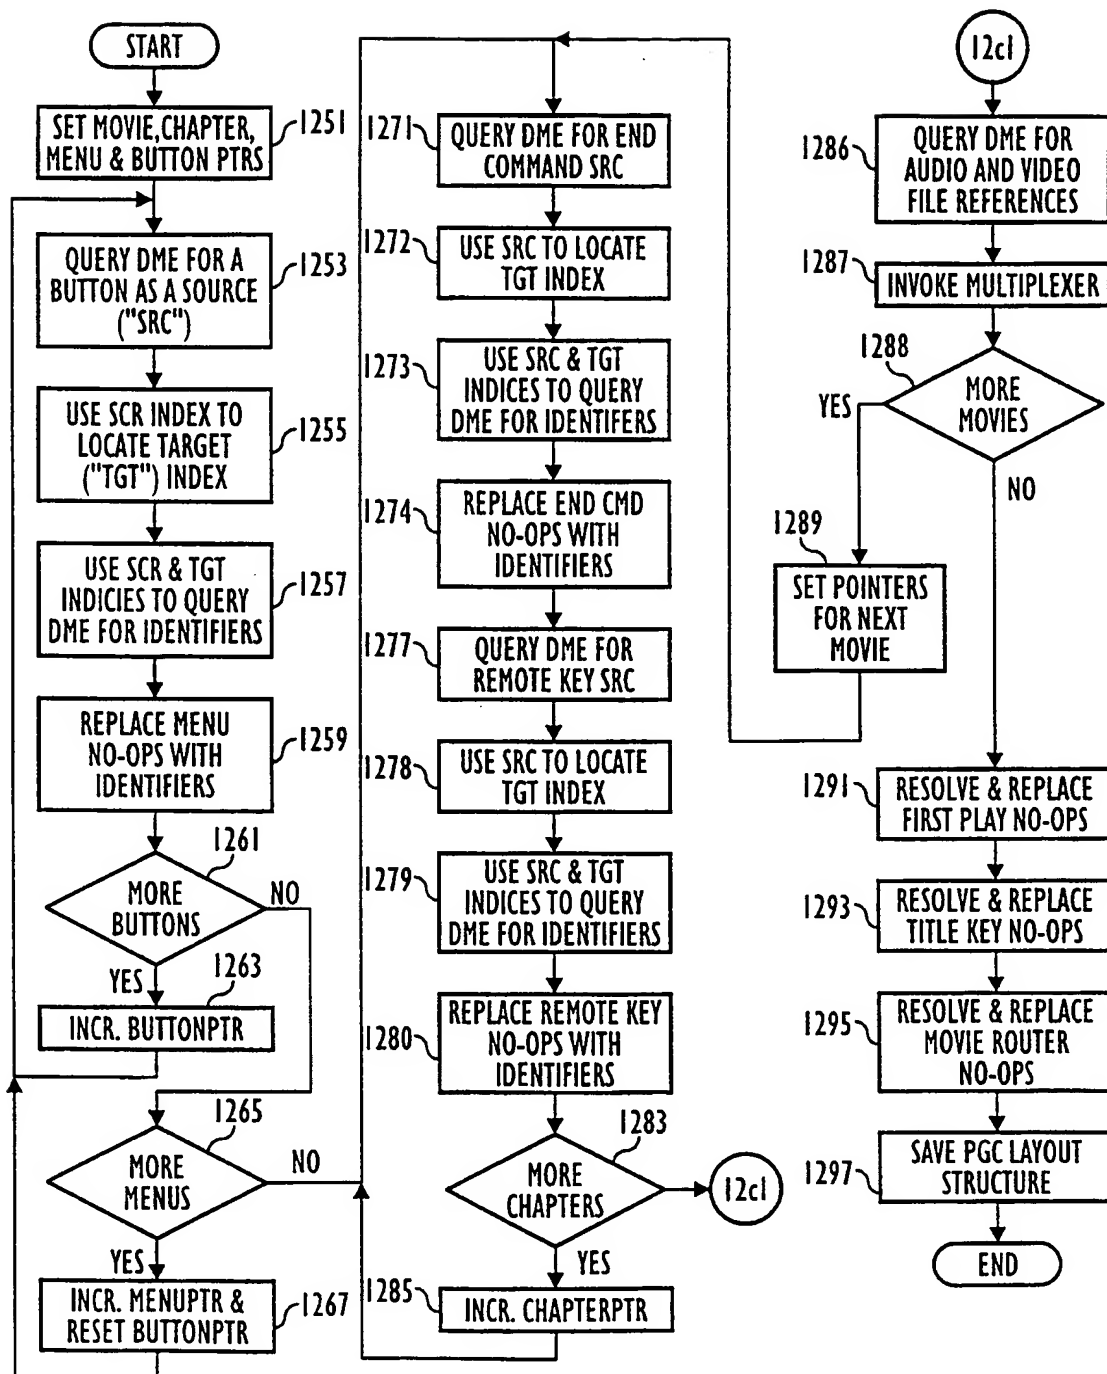 START
SET MOVIE, CHAPTER,
MENU & BUTTON PTRS
1251
QUERY DME FOR A
BUTTON AS A SOURCE
("SRC")
1253
USE SCR INDEX TO
LOCATE TARGET
("TGT") INDEX
1255
USE SCR & TGT
INDICIES TO QUERY
DME FOR IDENTIFIERS
1257
REPLACE MENU
NO-OPS WITH
IDENTIFIERS
1259
1261
MORE
BUTTONS
NO
YES
1263
INCR. BUTTONPTR
1265
MORE
MENUS
NO
YES
INCR. MENUPTR &
RESET BUTTONPTR
1267
1271
QUERY DME FOR END
COMMAND SRC
1272
USE SRC TO LOCATE
TGT INDEX
1273
USE SRC & TGT
INDICES TO QUERY
DME FOR IDENTIFERS
1274
REPLACE END CMD
NO-OPS WITH
IDENTIFIERS
1277
QUERY DME FOR
REMOTE KEY SRC
1278
USE SRC TO LOCATE
TGT INDEX
1279
USE SRC & TGT
INDICES TO QUERY
DME FOR IDENTIFIERS
1280
REPLACE REMOTE KEY
NO-OPS WITH
IDENTIFIERS
1283
MORE
CHAPTERS
12c1
YES
1285
INCR. CHAPTERPTR
12c1
1286
QUERY DME FOR
AUDIO AND VIDEO
FILE REFERENCES
1287
INVOKE MULTIPLEXER
1288
MORE
MOVIES
YES
NO
1289
SET POINTERS
FOR NEXT
MOVIE
1291
RESOLVE & REPLACE
FIRST PLAY NO-OPS
1293
RESOLVE & REPLACE
TITLE KEY NO-OPS
1295
RESOLVE & REPLACE
MOVIE ROUTER
NO-OPS
1297
SAVE PGC LAYOUT
STRUCTURE
END